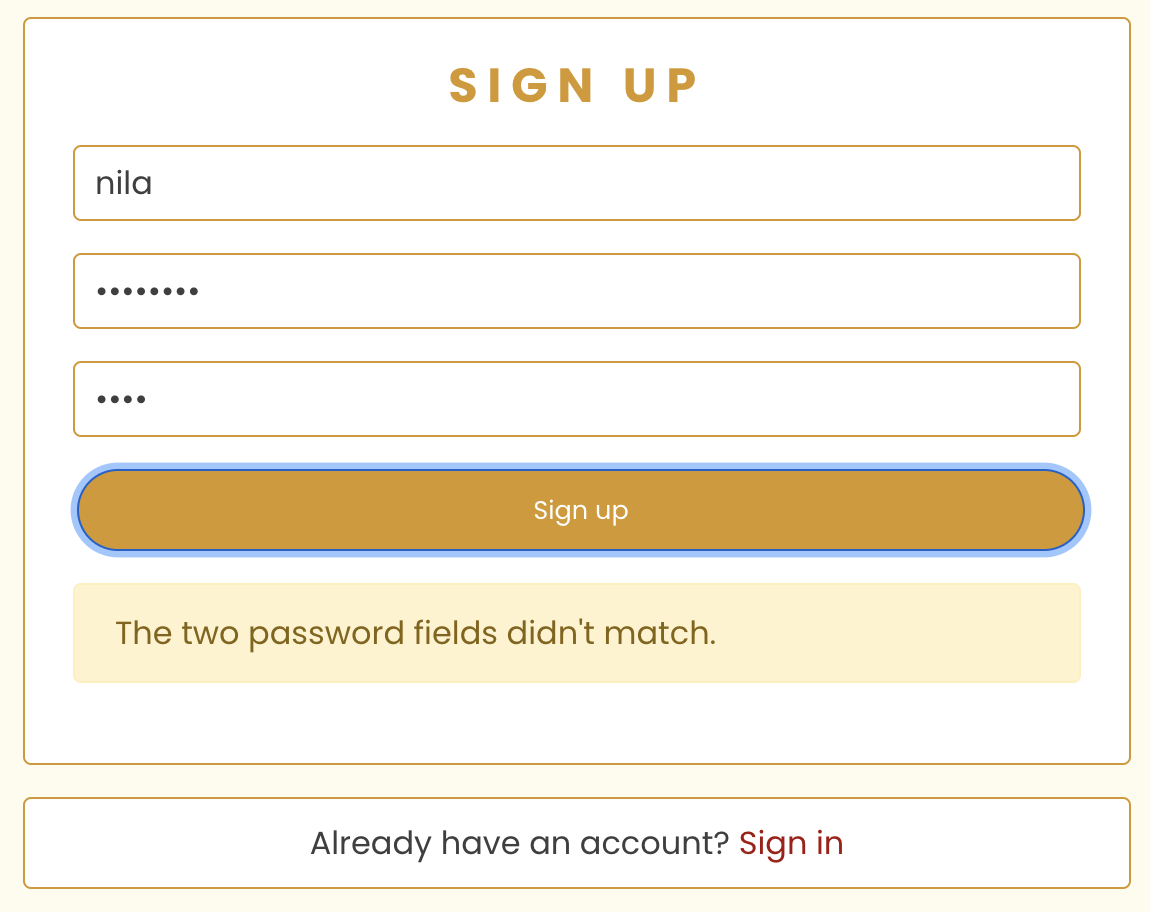 SIGN UP
nila
••••••••
••••
Sign up
The two password fields didn't match.
Already have an account? Sign in